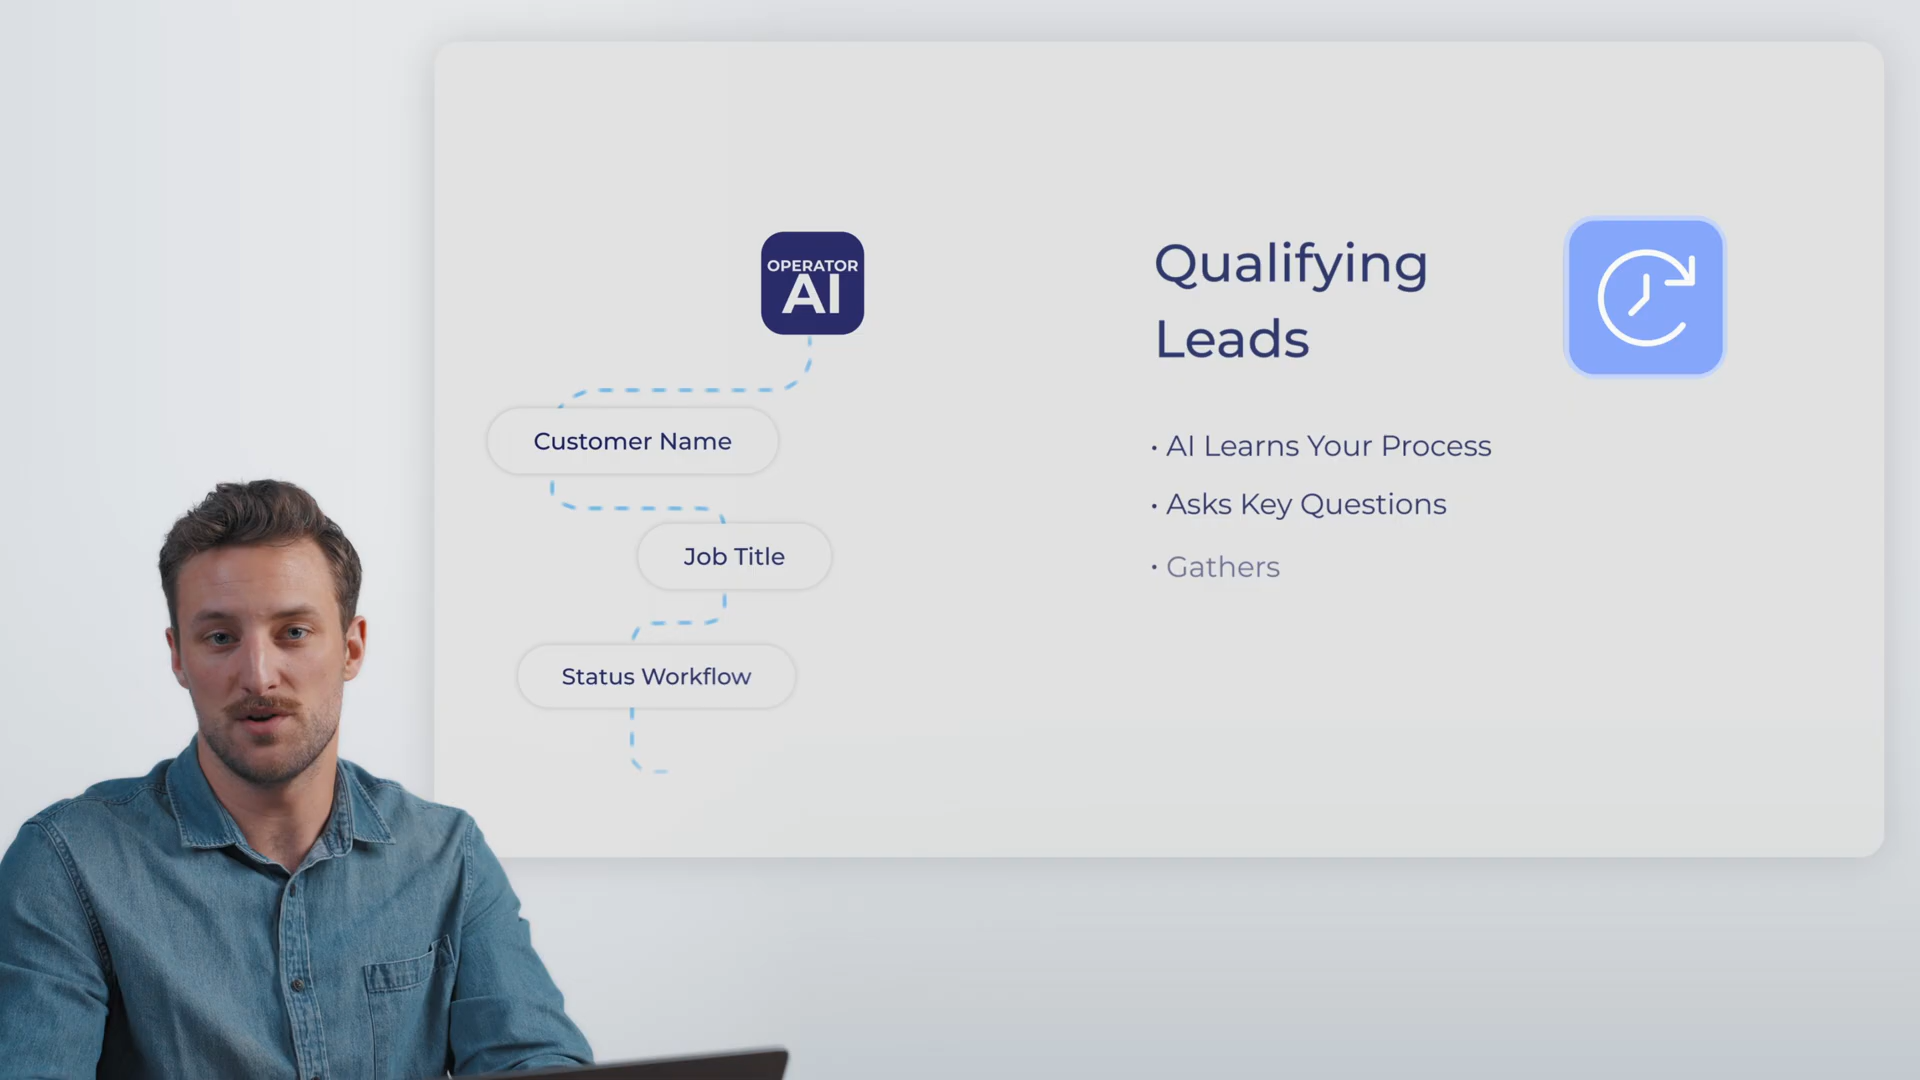 OPERATOR
AI
Customer Name
Job Title
Status Workflow
Qualifying
Leads
· AI Learns Your Process
· Asks Key Questions
· Gathers